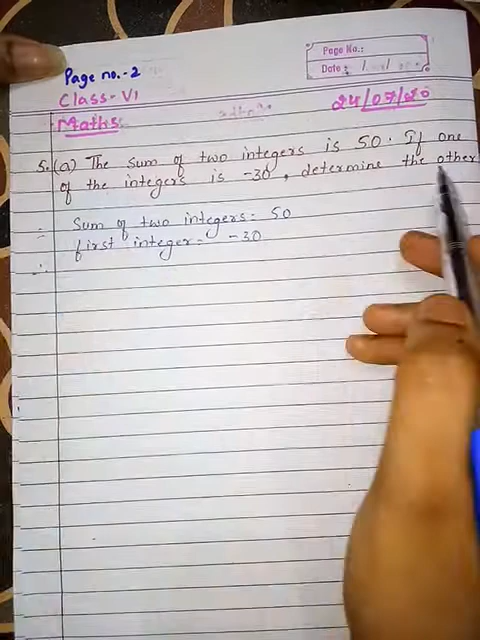 Page No.:
Date: / /
Page no.-2
Class- VI
24/07/20
Maths
5. (a) The sum of two integers is 50. If one
of the integers is -30, determine the other
:- Sum of two integers = 50
first integer = -30
∴